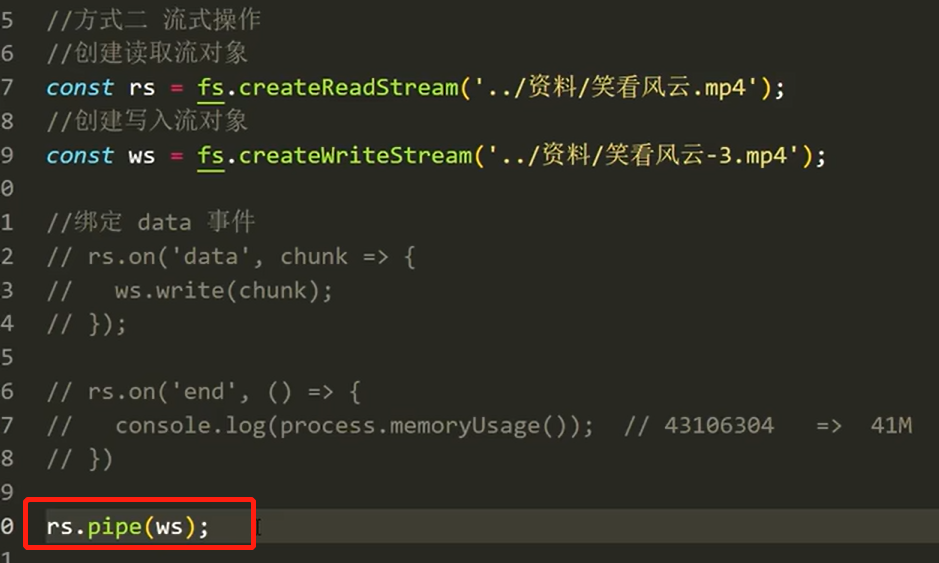 5 //方式二 流式操作
6 //创建读取流对象
7 const rs = fs.createReadStream('../资料/笑看风云.mp4');
8 //创建写入流对象
9 const ws = fs.createWriteStream('../资料/笑看风云-3.mp4');
0
1 //绑定 data 事件
2 // rs.on('data', chunk => {
3 //   ws.write(chunk);
4 // });
5
6 // rs.on('end', () => {
7 //   console.log(process.memoryUsage());  // 43106304   =>  41M
8 // })
9
0 rs.pipe(ws);
1